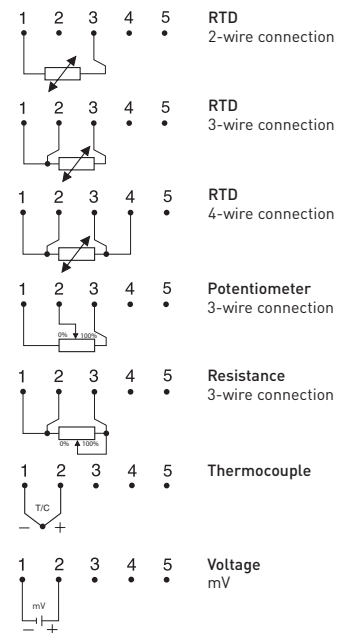 1 2 3 4 5 RTD
2-wire connection
1 2 3 4 5 RTD
3-wire connection
1 2 3 4 5 RTD
4-wire connection
1 2 3 4 5 Potentiometer
3-wire connection
0% 100%
1 2 3 4 5 Resistance
3-wire connection
0% 100%
1 2 3 4 5 Thermocouple
T/C
− +
1 2 3 4 5 Voltage
mV
mV
− +